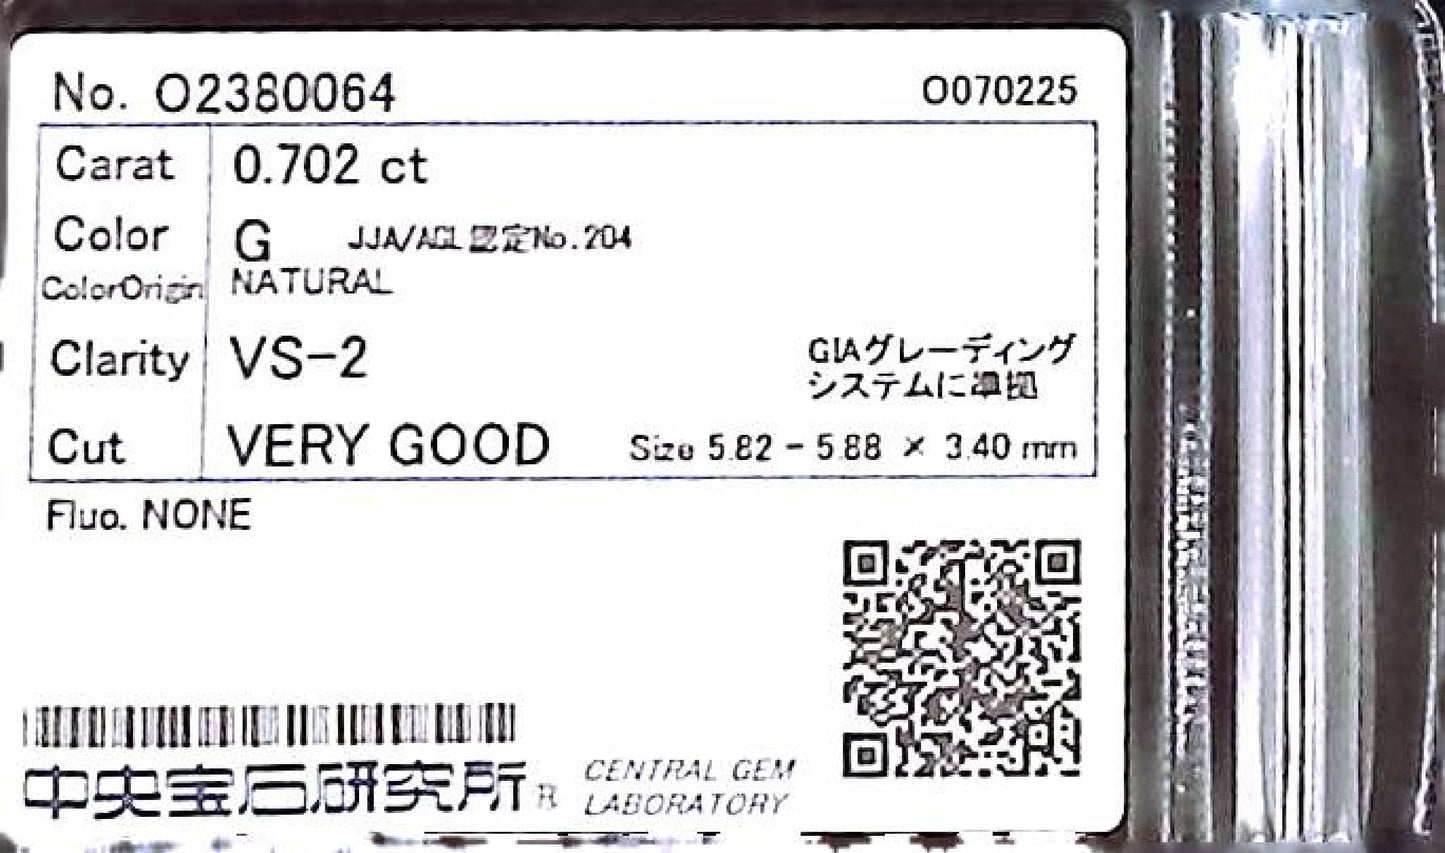 No. O2380064
O070225
Carat 0.702 ct
Color G JJA/AGL認定No.204
ColorOrigin NATURAL
Clarity VS-2
GIAグレーディング
システムに準拠
Cut VERY GOOD Size 5.82 - 5.88 × 3.40 mm
Fluo. NONE
中央宝石研究所 R
CENTRAL GEM
LABORATORY